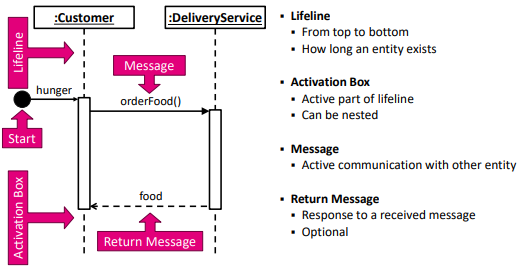 :Customer
:DeliveryService
Lifeline
Message
hunger
orderFood()
Start
Activation Box
food
Return Message
▪ Lifeline
▪ From top to bottom
▪ How long an entity exists
▪ Activation Box
▪ Active part of lifeline
▪ Can be nested
▪ Message
▪ Active communication with other entity
▪ Return Message
▪ Response to a received message
▪ Optional